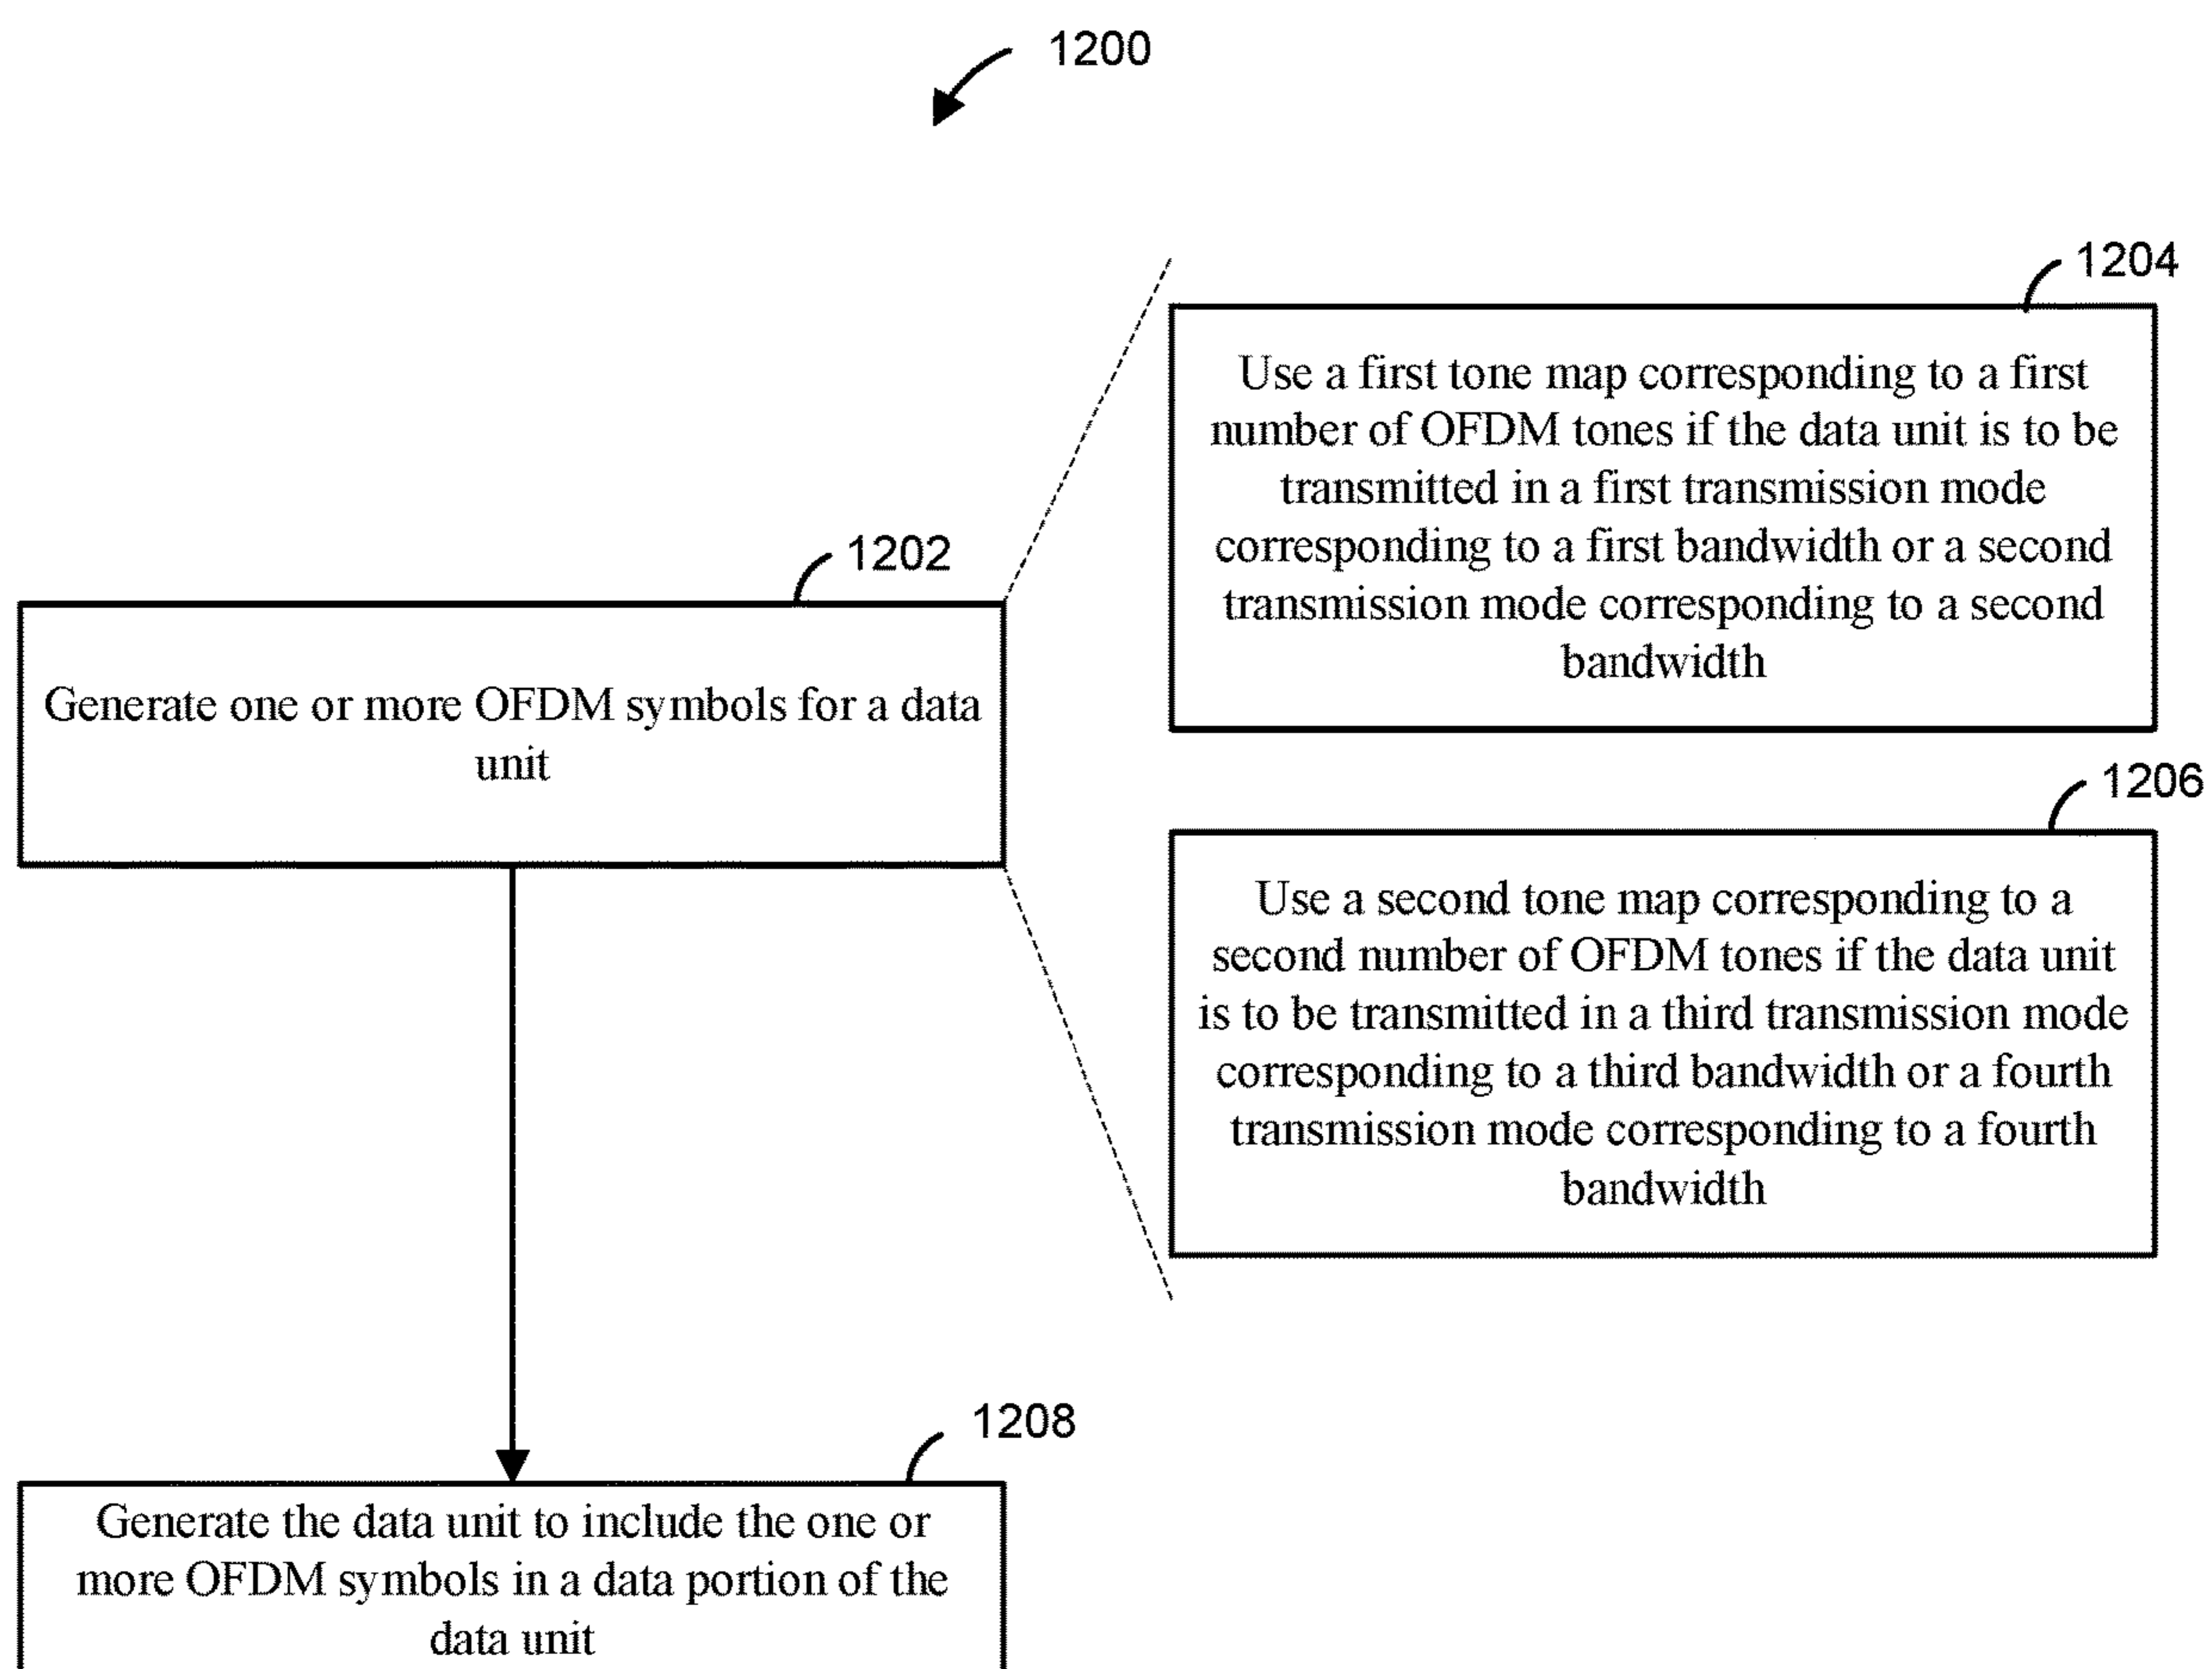 1200
1202
Generate one or more OFDM symbols for a data
unit
1204
Use a first tone map corresponding to a first
number of OFDM tones if the data unit is to be
transmitted in a first transmission mode
corresponding to a first bandwidth or a second
transmission mode corresponding to a second
bandwidth
1206
Use a second tone map corresponding to a
second number of OFDM tones if the data unit
is to be transmitted in a third transmission mode
corresponding to a third bandwidth or a fourth
transmission mode corresponding to a fourth
bandwidth
1208
Generate the data unit to include the one or
more OFDM symbols in a data portion of the
data unit